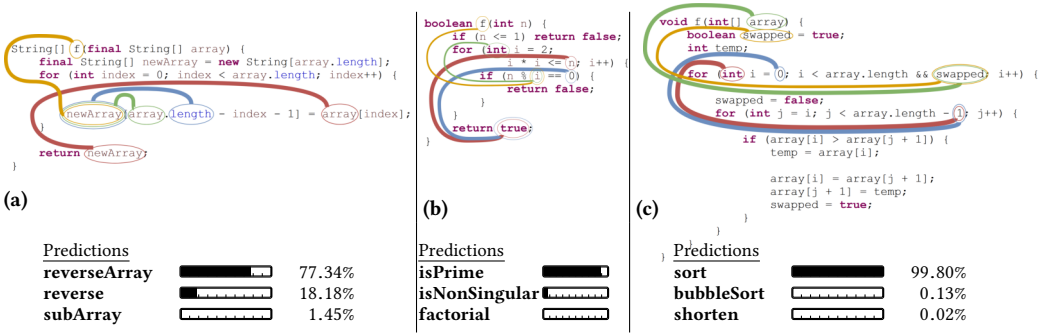 String[] f(final String[] array) {
final String[] newArray = new String[array.length];
for (int index = 0; index < array.length; index++) {
newArray[array.length - index - 1] = array[index];
}
return newArray;
}
(a)
Predictions
reverseArray 77.34%
reverse 18.18%
subArray 1.45%
boolean f(int n) {
if (n <= 1) return false;
for (int i = 2;
i * i <= n; i++) {
if (n % i == 0) {
return false;
}
}
return true;
}
(b)
Predictions
isPrime
isNonSingular
factorial
void f(int[] array) {
boolean swapped = true;
int temp;
for (int i = 0; i < array.length && swapped; i++) {
swapped = false;
for (int j = i; j < array.length - 1; j++) {
if (array[i] > array[j + 1]) {
temp = array[i];
array[i] = array[j + 1];
array[j + 1] = temp;
swapped = true;
}
}
}
}
(c)
Predictions
sort 99.80%
bubbleSort 0.13%
shorten 0.02%